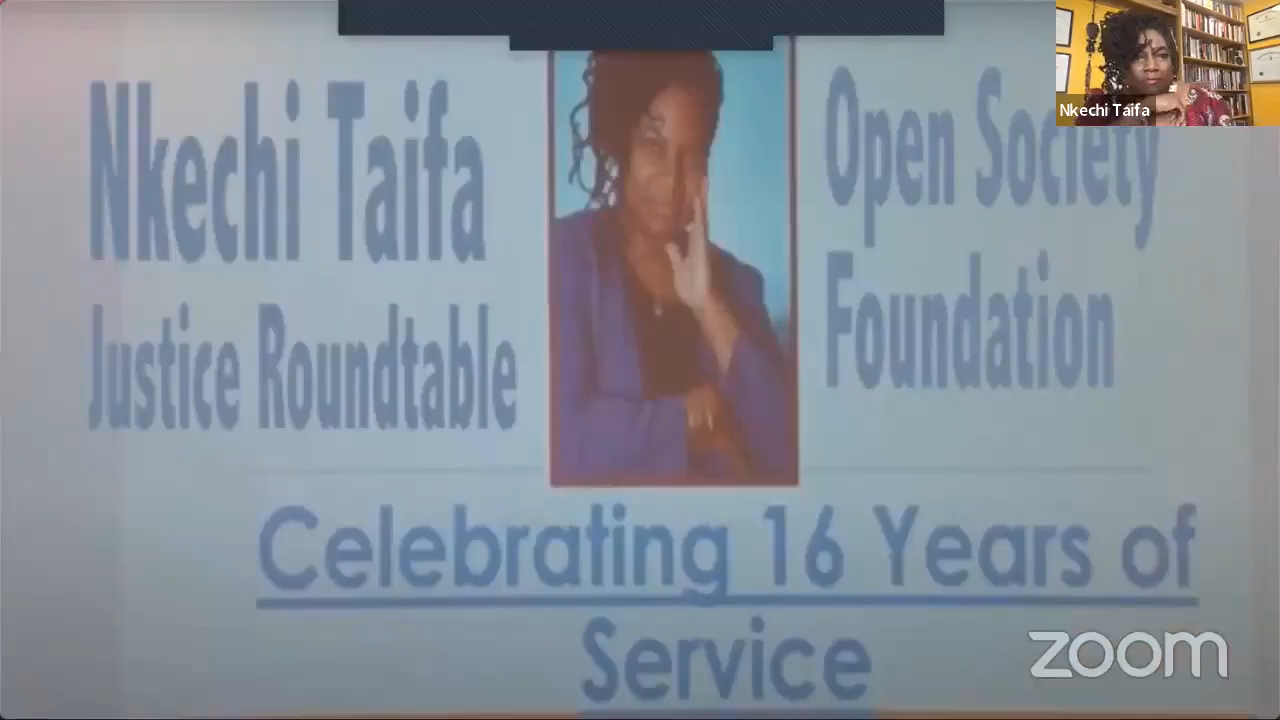 Nkechi Taifa
Justice Roundtable
Open Society
Foundation
Celebrating 16 Years of
Service
Nkechi Taifa
zoom